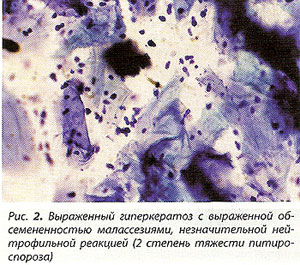 Рис. 2. Выраженный гиперкератоз с выраженной об-
семененностью малассезиями, незначительной ней-
трофильной реакцией (2 степень тяжести питиро-
спороза)